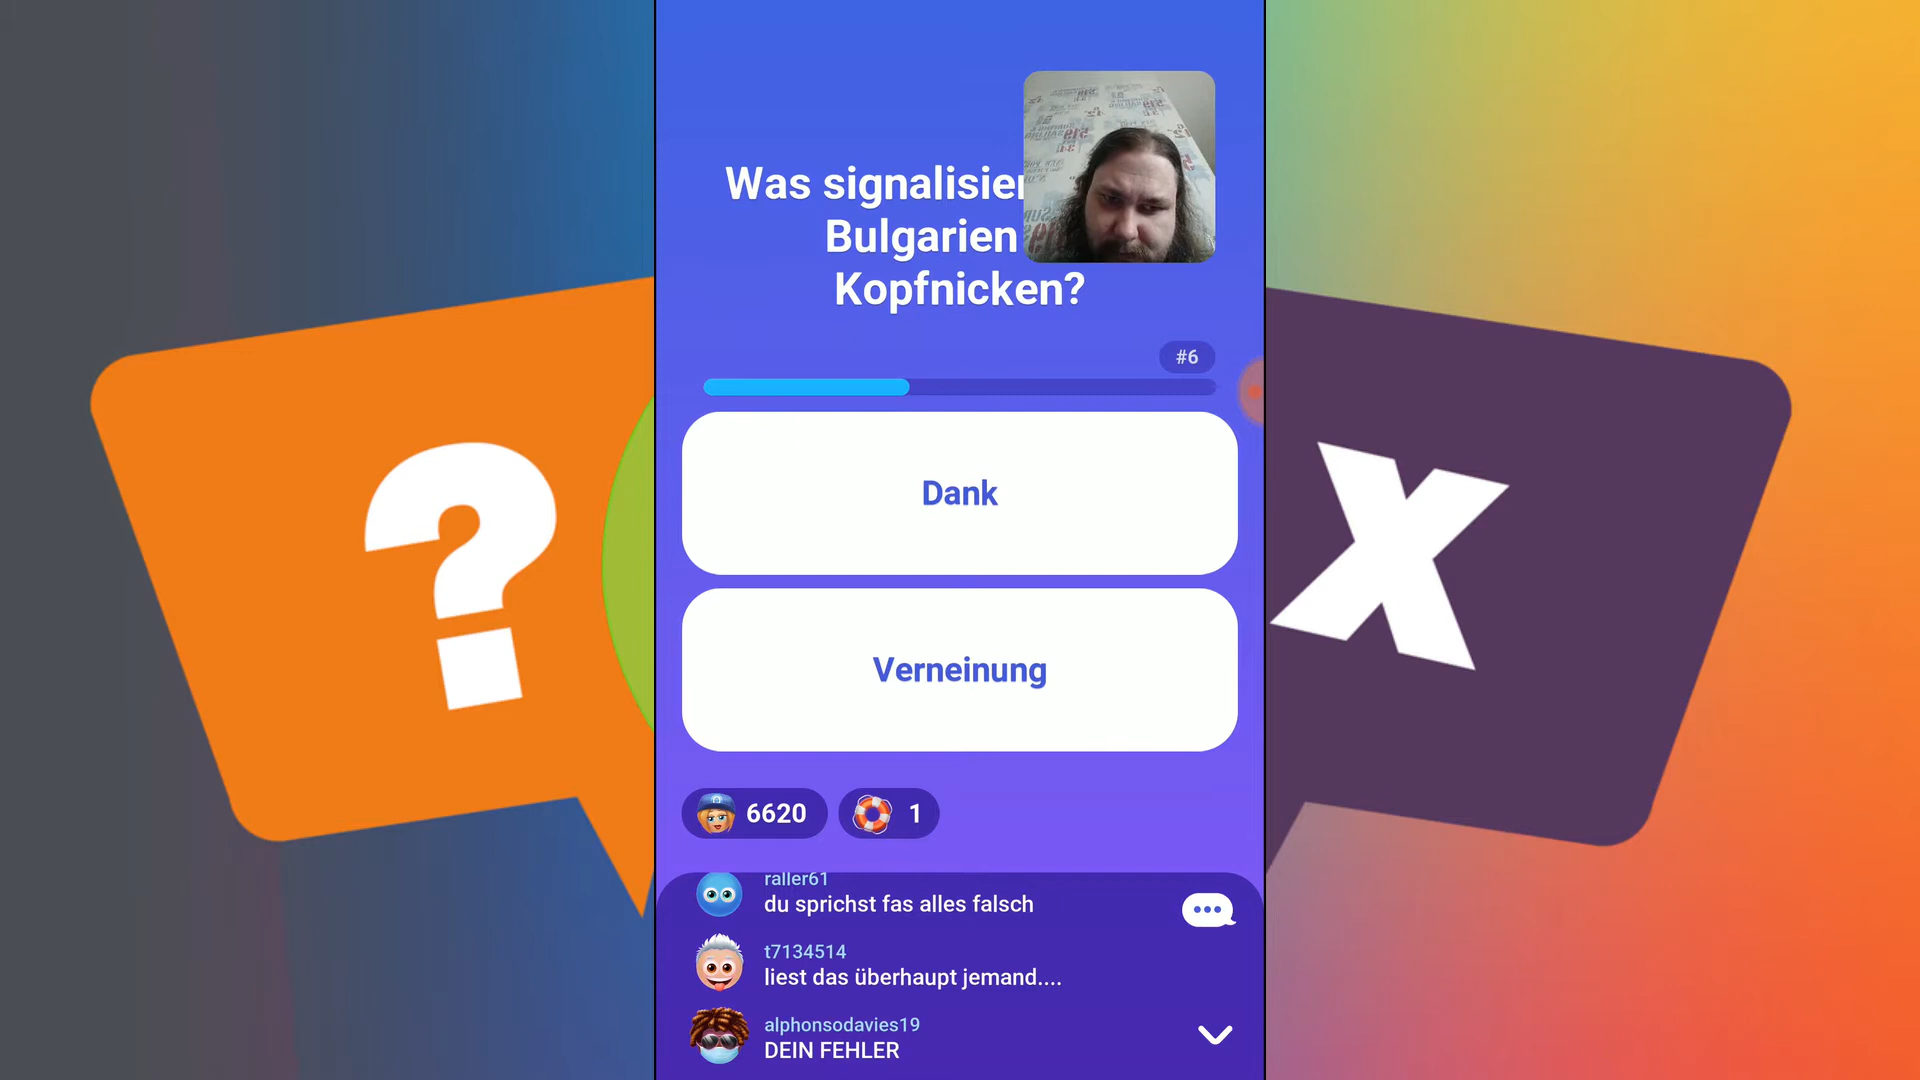 Was signalisier
Bulgarien
Kopfnicken?
#6
Dank
Verneinung
6620
1
raller61
du sprichst fas alles falsch
t7134514
liest das überhaupt jemand....
alphonsodavies19
DEIN FEHLER
?
X